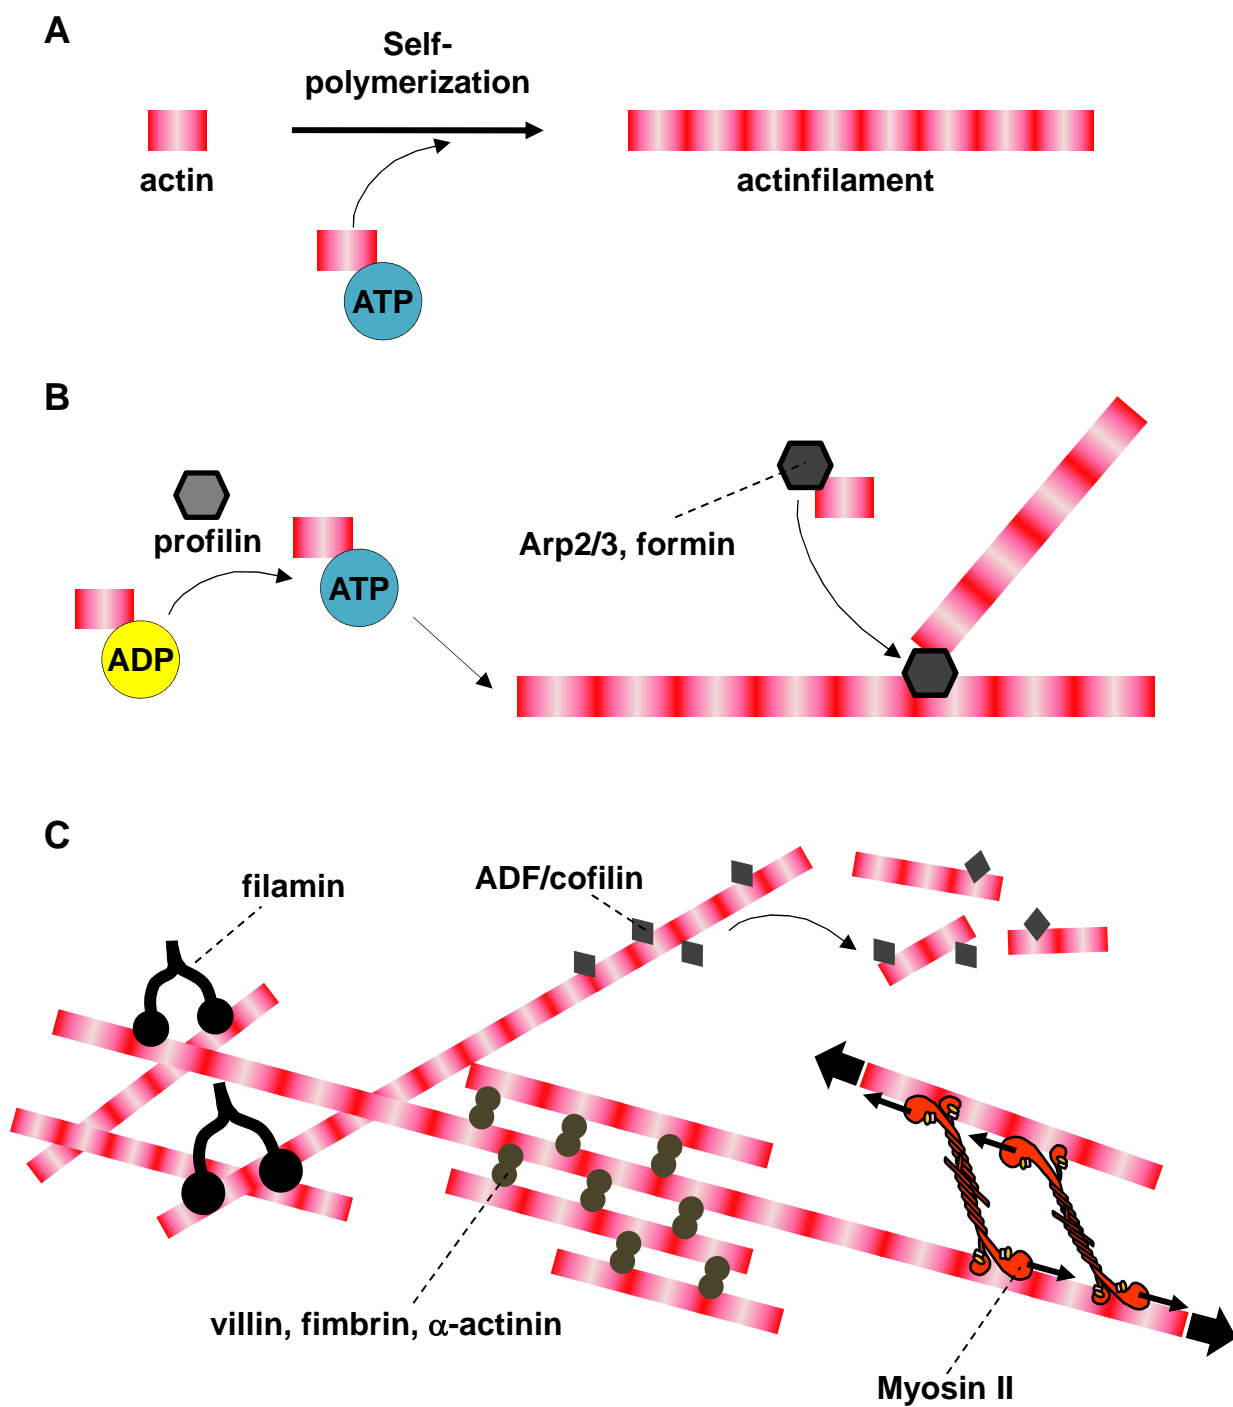 A
Self-
polymerization
actin
actinfilament
ATP
B
profilin
Arp2/3, formin
ATP
ADP
C
filamin
ADF/cofilin
villin, fimbrin, α-actinin
Myosin II